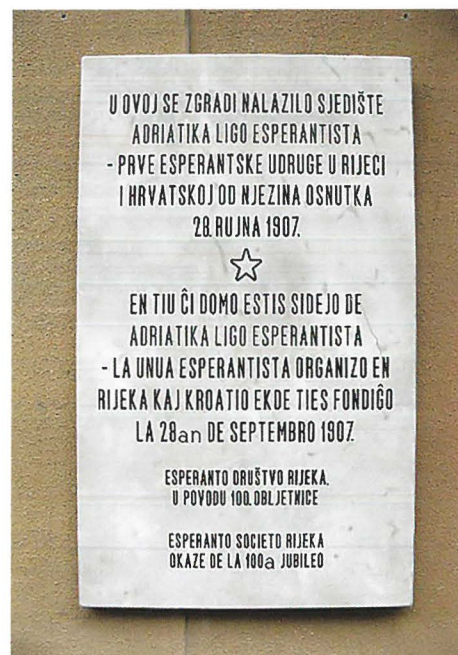 U OVOJ SE ZGRADI NALAZILO SJEDIŠTE
ADRIATIKA LIGO ESPERANTISTA
- PRVE ESPERANTSKE UDRUGE U RIJECI
I HRVATSKOJ OD NJEZINA OSNUTKA
28. RUJNA 1907.
EN TIU ĈI DOMO ESTIS SIDEJO DE
ADRIATIKA LIGO ESPERANTISTA
- LA UNUA ESPERANTISTA ORGANIZO EN
RIJEKA KAJ KROATIO EKDE TIES FONDIĜO
LA 28an DE SEPTEMBRO 1907.
ESPERANTO DRUŠTVO RIJEKA,
U POVODU 100. OBLJETNICE
ESPERANTO SOCIETO RIJEKA
OKAZE DE LA 100a JUBILEO